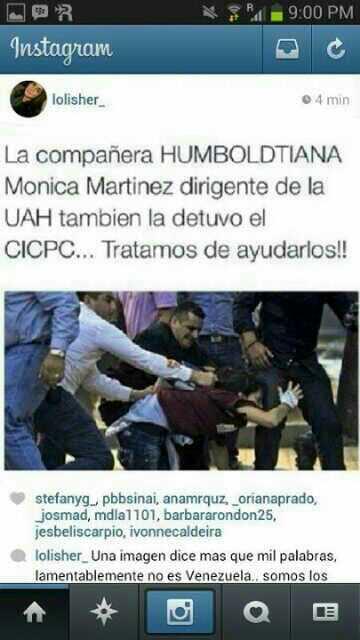 9:00 PM
Instagram
lolisher_
4 min
La compañera HUMBOLDTIANA
Monica Martinez dirigente de la
UAH tambien la detuvo el
CICPC... Tratamos de ayudarlos!!
stefanyg_, pbbsinai, anamrquz, _orianaprado,
_josmad, mdla1101, barbararondon25,
jesbeliscarpio, ivonnecaldeira
lolisher_ Una imagen dice mas que mil palabras,
lamentablemente no es Venezuela.. somos los